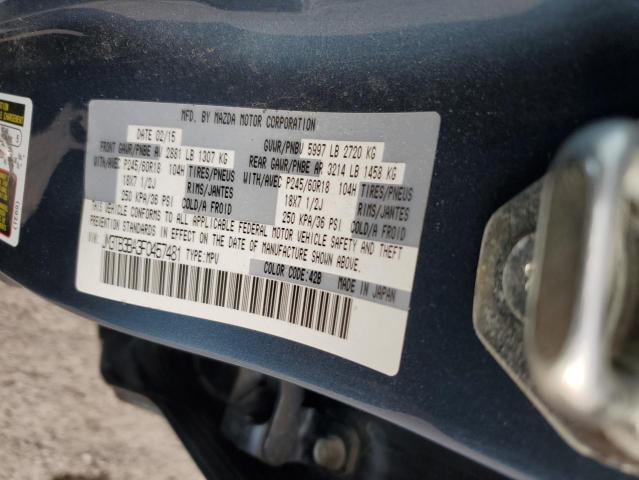 MFD. BY MAZDA MOTOR CORPORATION
DATE 02/15 GVWR/PNBV 5997 LB 2720 KG
FRONT GAWR/PNBE AV 2881 LB 1307 KG REAR GAWR/PNBE AR 3214 LB 1458 KG
WITH/AVEC P245/60R18 104H TIRES/PNEUS WITH/AVEC P245/60R18 104H TIRES/PNEUS
18X7 1/2J RIMS/JANTES 18X7 1/2J RIMS/JANTES
250 KPA/36 PSI COLD/A FROID 250 KPA/36 PSI COLD/A FROID
THIS VEHICLE CONFORMS TO ALL APPLICABLE FEDERAL MOTOR VEHICLE SAFETY AND THEFT
PREVENTION STANDARDS IN EFFECT ON THE DATE OF MANUFACTURE SHOWN ABOVE.
VIN: JM3TB3BA3F0457481 TYPE:MPV
COLOR CODE:42B MADE IN JAPAN